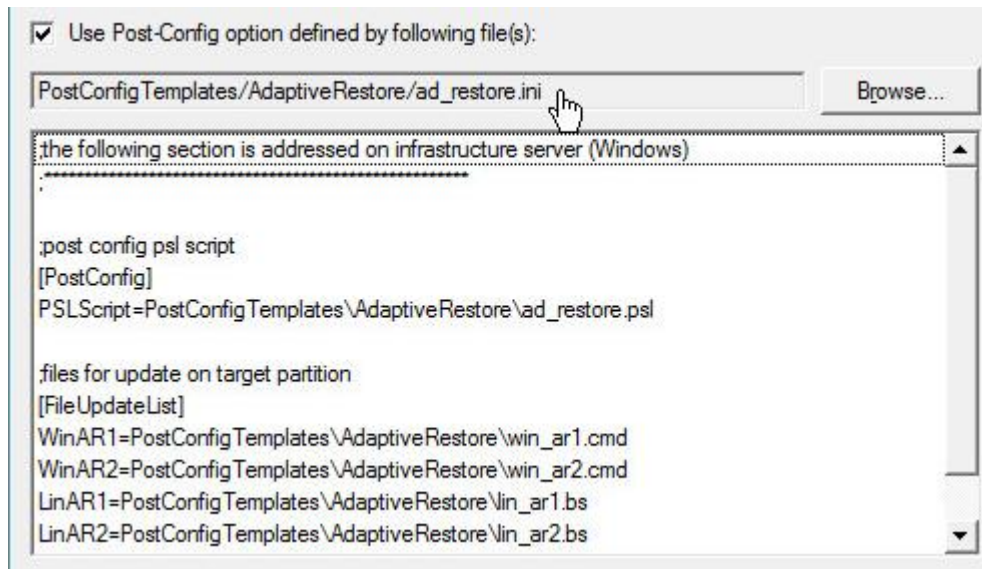 Use Post-Config option defined by following file(s):
PostConfigTemplates/AdaptiveRestore/ad_restore.ini
Browse...
;the following section is addressed on infrastructure server (Windows)
;*****************************************************
;post config psl script
[PostConfig]
PSLScript=PostConfigTemplates\AdaptiveRestore\ad_restore.psl
;files for update on target partition
[FileUpdateList]
WinAR1=PostConfigTemplates\AdaptiveRestore\win_ar1.cmd
WinAR2=PostConfigTemplates\AdaptiveRestore\win_ar2.cmd
LinAR1=PostConfigTemplates\AdaptiveRestore\lin_ar1.bs
LinAR2=PostConfigTemplates\AdaptiveRestore\lin_ar2.bs